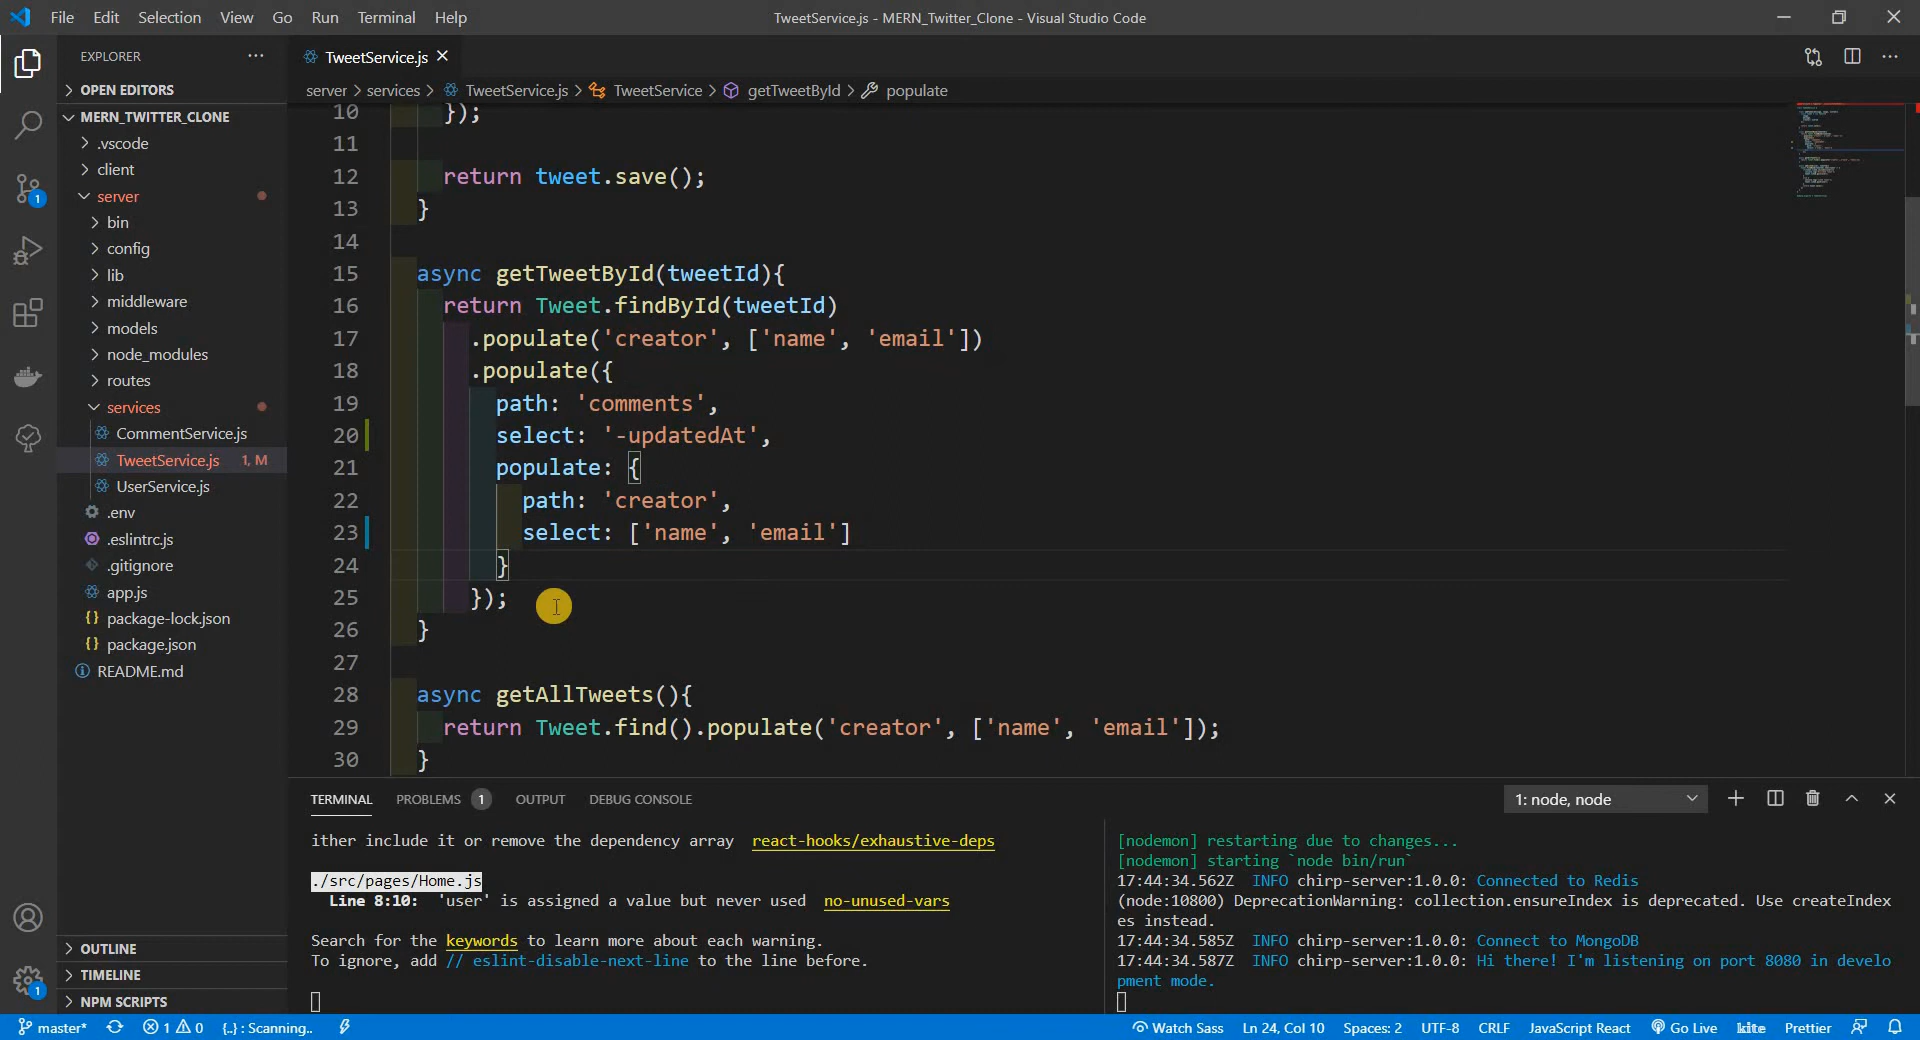 File Edit Selection View Go Run Terminal Help
TweetService.js - MERN_Twitter_Clone - Visual Studio Code
EXPLORER
OPEN EDITORS
MERN_TWITTER_CLONE
.vscode
client
server
bin
config
lib
middleware
models
node_modules
routes
services
CommentService.js
TweetService.js 1, M
UserService.js
.env
.eslintrc.js
.gitignore
app.js
package-lock.json
package.json
README.md
OUTLINE
TIMELINE
NPM SCRIPTS
1
1
TweetService.js
server > services > TweetService.js > TweetService > getTweetById > populate
10 });
11
12 return tweet.save();
13 }
14
15 async getTweetById(tweetId){
16 return Tweet.findById(tweetId)
17 .populate('creator', ['name', 'email'])
18 .populate({
19 path: 'comments',
20 select: '-updatedAt',
21 populate: {
22 path: 'creator',
23 select: ['name', 'email']
24 }
25 });
26 }
27
28 async getAllTweets(){
29 return Tweet.find().populate('creator', ['name', 'email']);
30 }
TERMINAL PROBLEMS 1 OUTPUT DEBUG CONSOLE
1: node, node
ither include it or remove the dependency array react-hooks/exhaustive-deps
./src/pages/Home.js
Line 8:10: 'user' is assigned a value but never used no-unused-vars
Search for the keywords to learn more about each warning.
To ignore, add // eslint-disable-next-line to the line before.
[nodemon] restarting due to changes...
[nodemon] starting `node bin/run`
17:44:34.562Z INFO chirp-server:1.0.0: Connected to Redis
(node:10800) DeprecationWarning: collection.ensureIndex is deprecated. Use createIndex
es instead.
17:44:34.585Z INFO chirp-server:1.0.0: Connect to MongoDB
17:44:34.587Z INFO chirp-server:1.0.0: Hi there! I'm listening on port 8080 in develo
pment mode.
master* 1 0 {..} : Scanning.. Watch Sass Ln 24, Col 10 Spaces: 2 UTF-8 CRLF JavaScript React Go Live kite Prettier